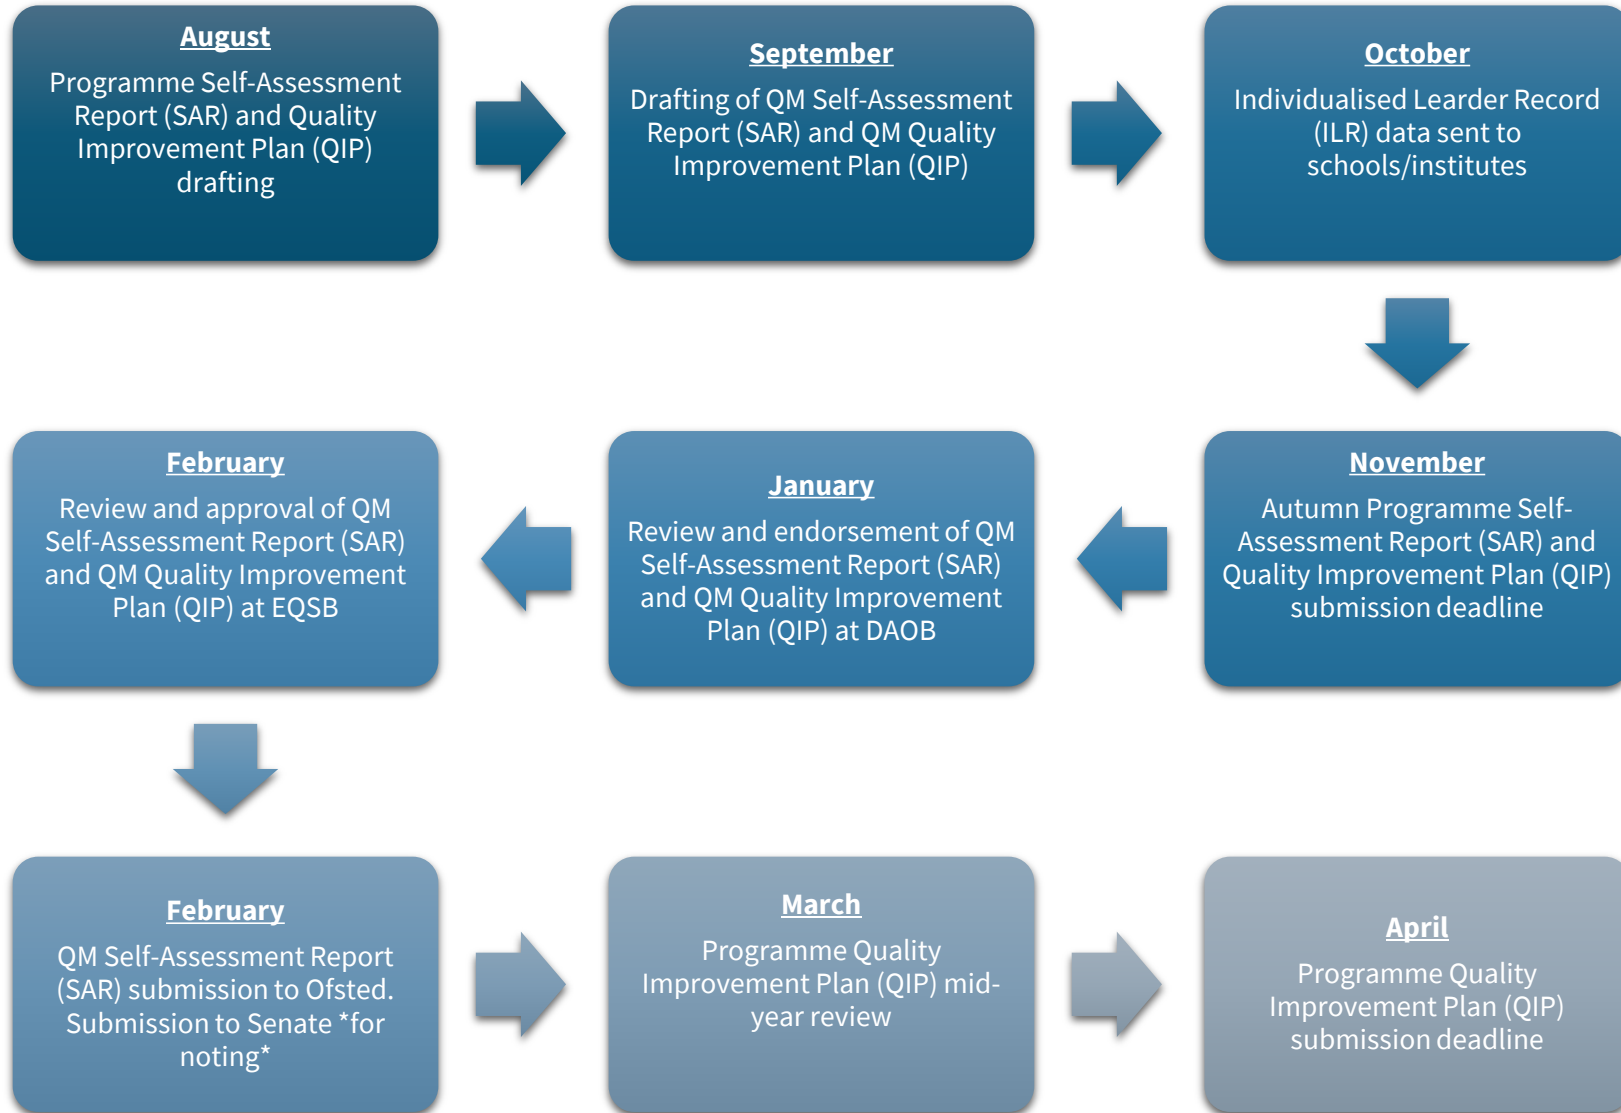 August
Programme Self-Assessment
Report (SAR) and Quality
Improvement Plan (QIP)
drafting
September
Drafting of QM Self-Assessment
Report (SAR) and QM Quality
Improvement Plan (QIP)
October
Individualised Learder Record
(ILR) data sent to
schools/institutes
November
Autumn Programme Self-
Assessment Report (SAR) and
Quality Improvement Plan (QIP)
submission deadline
January
Review and endorsement of QM
Self-Assessment Report (SAR)
and QM Quality Improvement
Plan (QIP) at DAOB
February
Review and approval of QM
Self-Assessment Report (SAR)
and QM Quality Improvement
Plan (QIP) at EQSB
February
QM Self-Assessment Report
(SAR) submission to Ofsted.
Submission to Senate *for
noting*
March
Programme Quality
Improvement Plan (QIP) mid-
year review
April
Programme Quality
Improvement Plan (QIP)
submission deadline